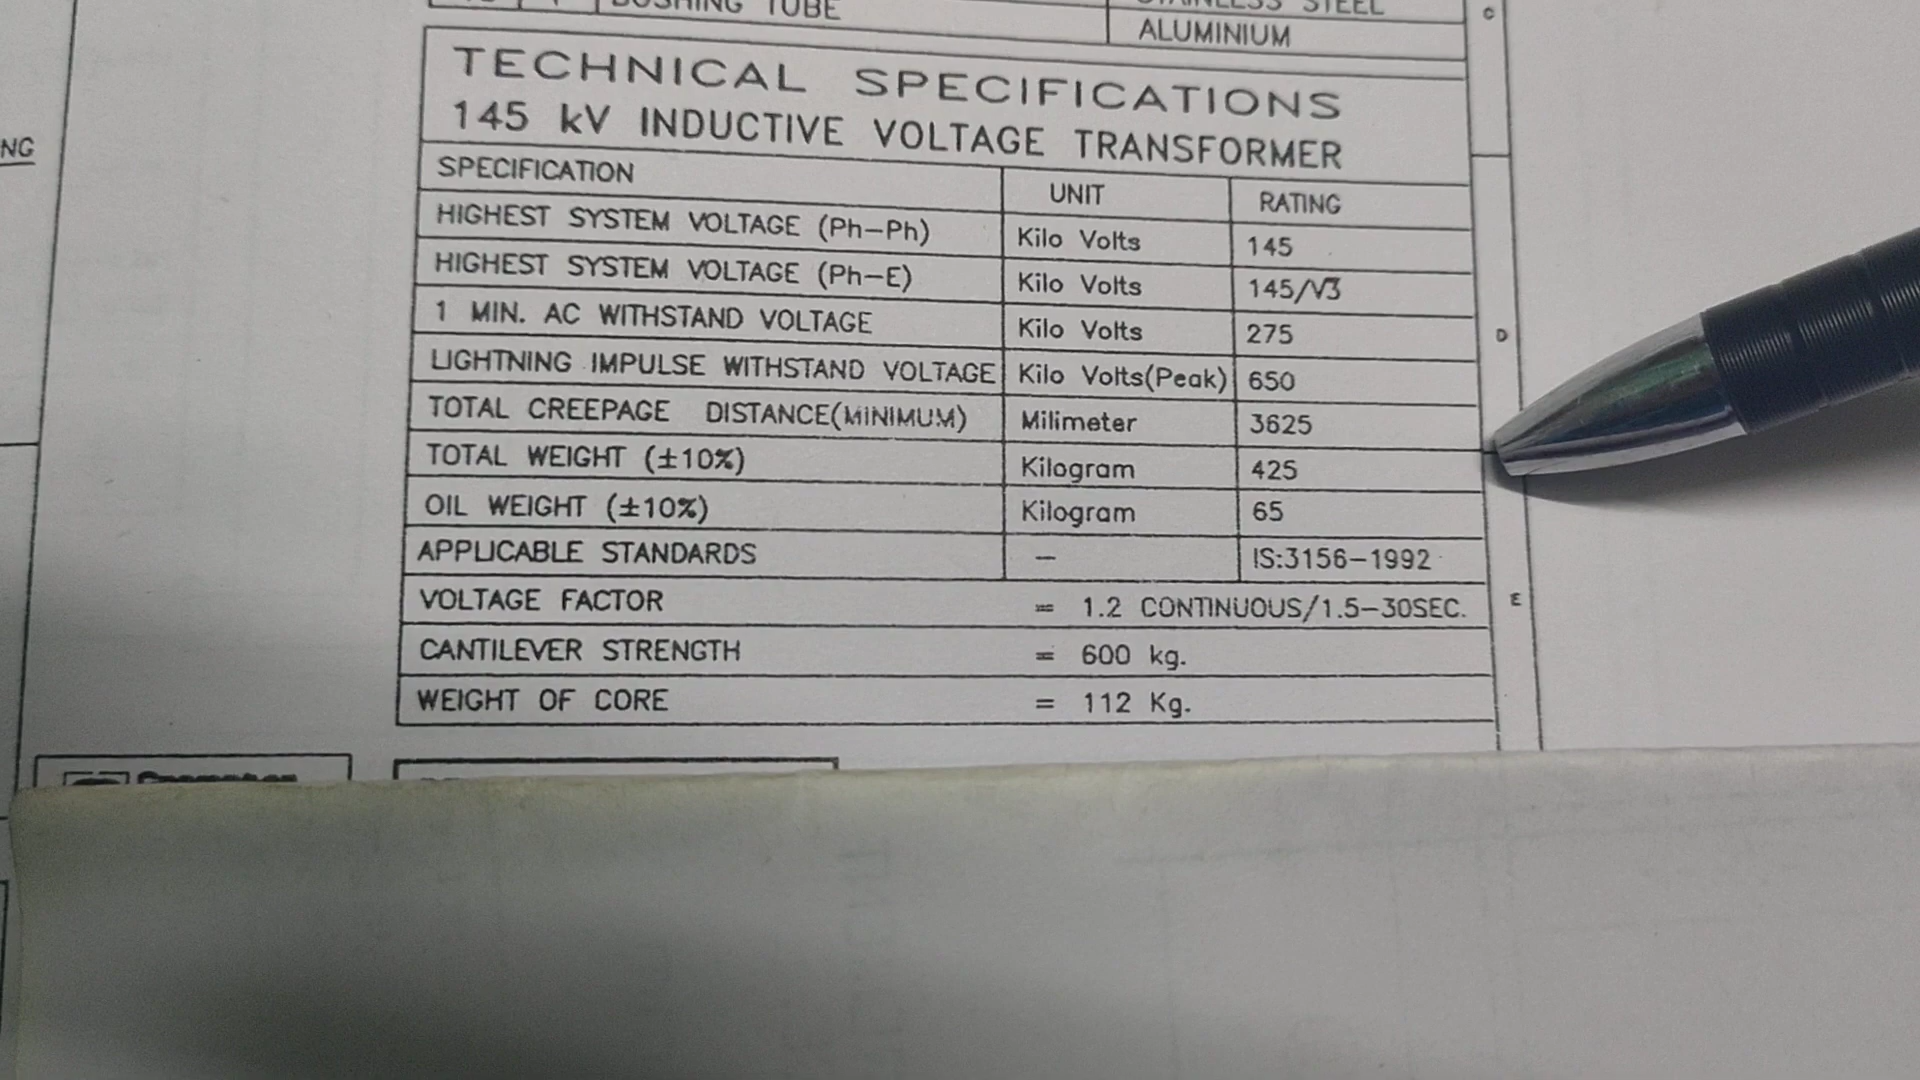 BUSHING TUBE STAINLESS STEEL
ALUMINIUM
C
TECHNICAL SPECIFICATIONS
145 kV INDUCTIVE VOLTAGE TRANSFORMER
NG
SPECIFICATION UNIT RATING
HIGHEST SYSTEM VOLTAGE (Ph-Ph) Kilo Volts 145
HIGHEST SYSTEM VOLTAGE (Ph-E) Kilo Volts 145/√3
1 MIN. AC WITHSTAND VOLTAGE Kilo Volts 275
D
LIGHTNING IMPULSE WITHSTAND VOLTAGE Kilo Volts(Peak) 650
TOTAL CREEPAGE DISTANCE(MINIMUM) Milimeter 3625
TOTAL WEIGHT (±10%) Kilogram 425
OIL WEIGHT (±10%) Kilogram 65
APPLICABLE STANDARDS - IS:3156-1992
VOLTAGE FACTOR = 1.2 CONTINUOUS/1.5-30SEC.
E
CANTILEVER STRENGTH = 600 kg.
WEIGHT OF CORE = 112 Kg.